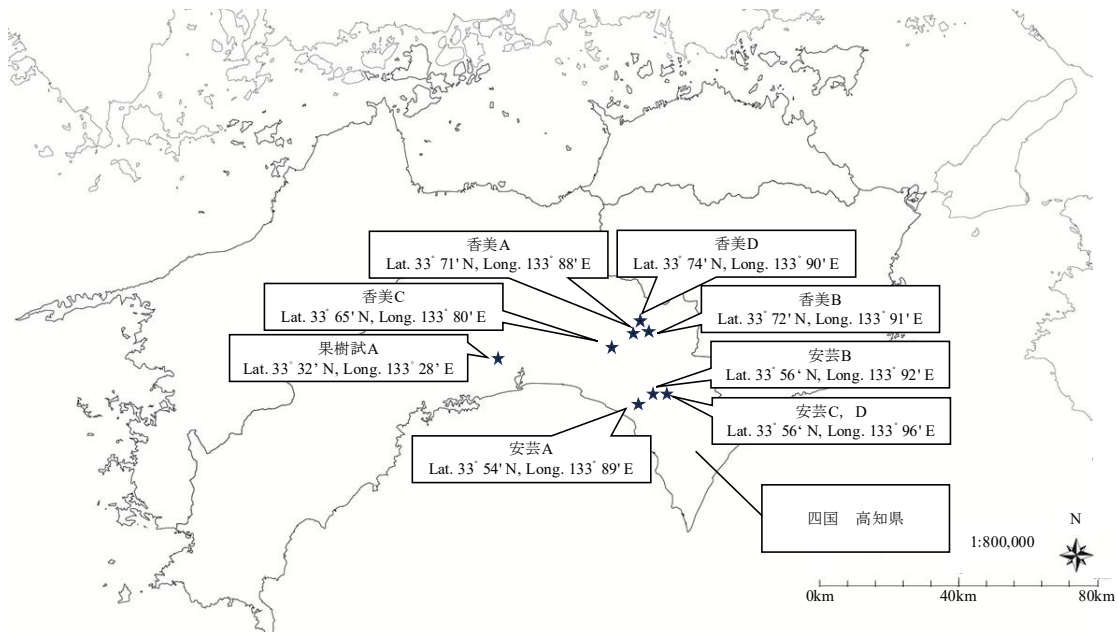 香美A
Lat. 33° 71' N, Long. 133° 88' E
香美D
Lat. 33° 74' N, Long. 133° 90' E
香美C
Lat. 33° 65' N, Long. 133° 80' E
香美B
Lat. 33° 72' N, Long. 133° 91' E
果樹試A
Lat. 33° 32’ N, Long. 133° 28’ E
安芸B
Lat. 33° 56‘ N, Long. 133° 92' E
安芸C，D
Lat. 33° 56‘ N, Long. 133° 96' E
安芸A
Lat. 33° 54' N, Long. 133° 89' E
四国　高知県
1:800,000
N
0km 40km 80km